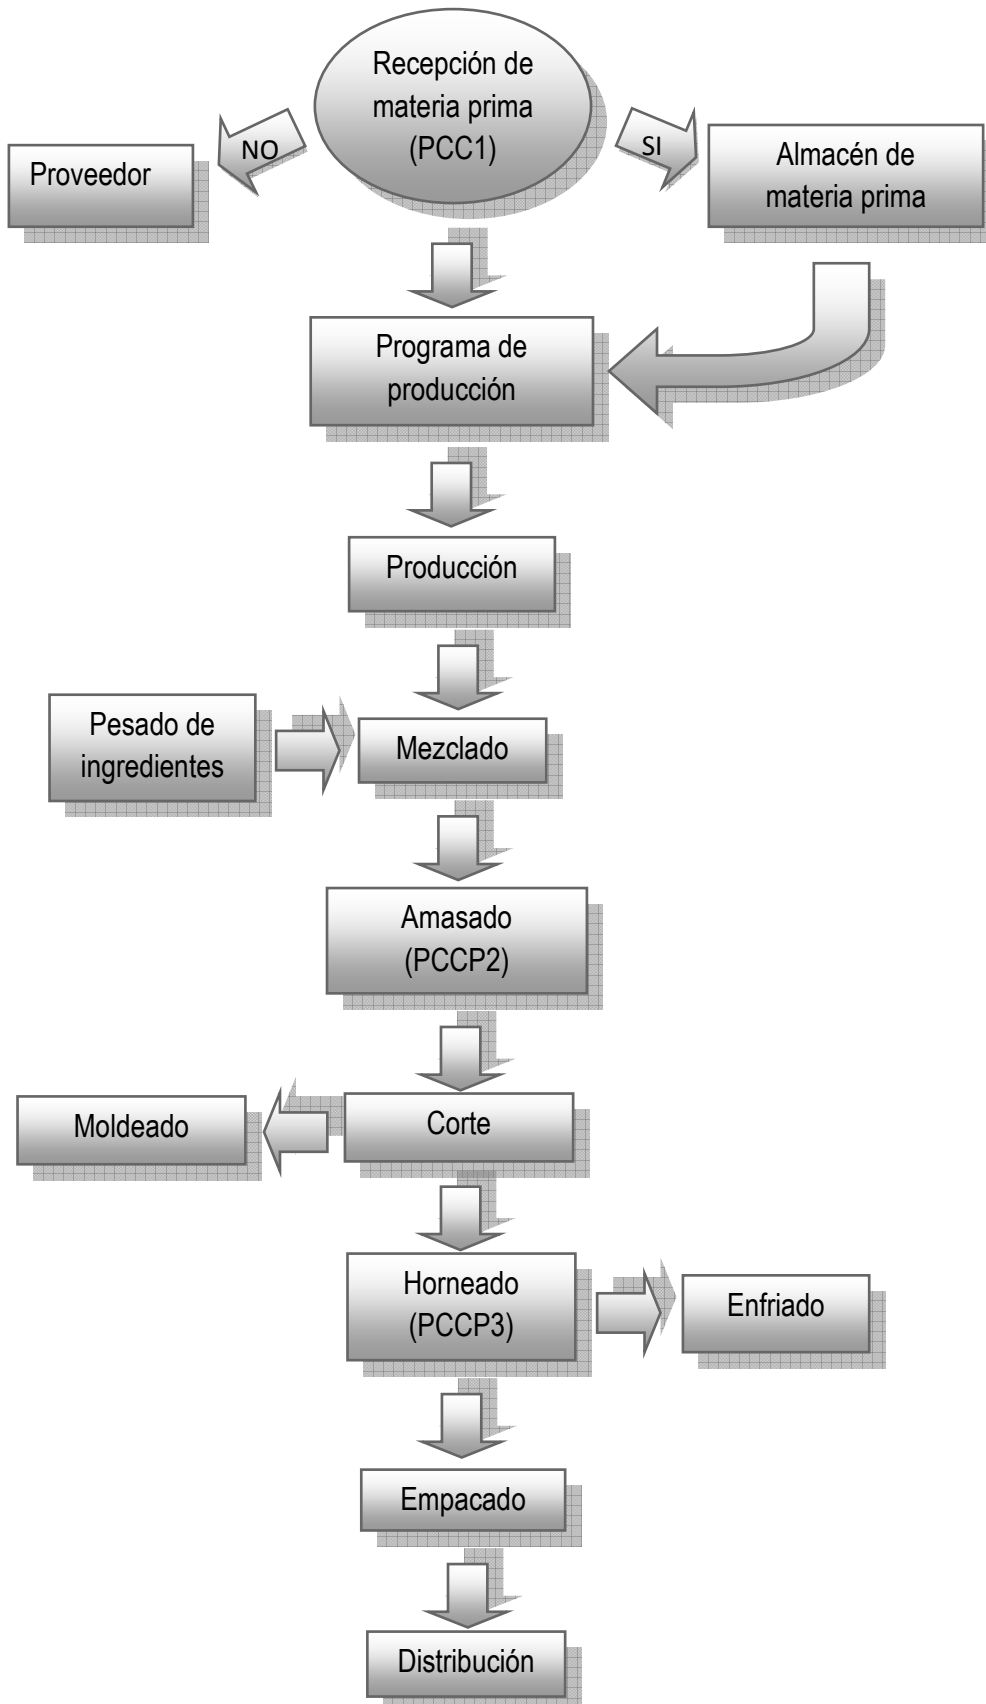 Recepción de
materia prima
(PCC1)
NO
SI
Proveedor
Almacén de
materia prima
Programa de
producción
Producción
Pesado de
ingredientes
Mezclado
Amasado
(PCCP2)
Moldeado
Corte
Horneado
(PCCP3)
Enfriado
Empacado
Distribución